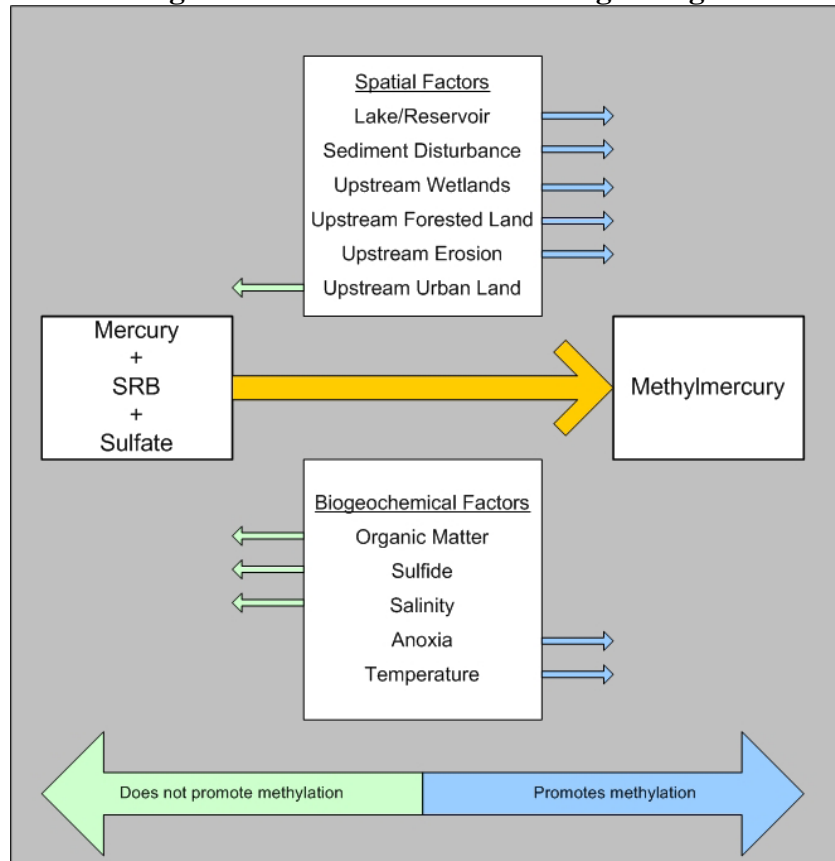 Spatial Factors
Lake/Reservoir
Sediment Disturbance
Upstream Wetlands
Upstream Forested Land
Upstream Erosion
Upstream Urban Land
Mercury
+
SRB
+
Sulfate
Methylmercury
Biogeochemical Factors
Organic Matter
Sulfide
Salinity
Anoxia
Temperature
Does not promote methylation
Promotes methylation